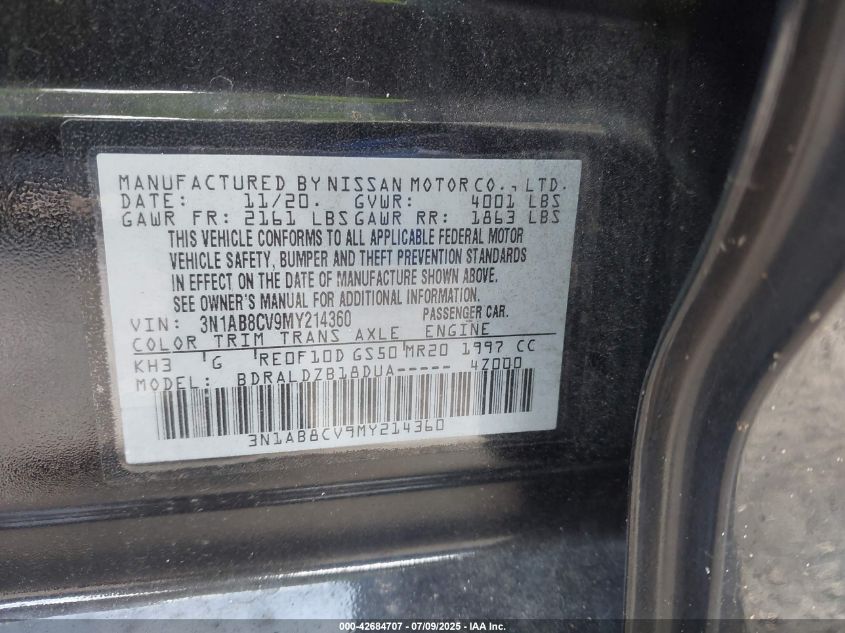 MANUFACTURED BY NISSAN MOTOR CO., LTD.
DATE: 11/20. GVWR: 4001 LBS
GAWR FR: 2161 LBS GAWR RR: 1863 LBS
THIS VEHICLE CONFORMS TO ALL APPLICABLE FEDERAL MOTOR
VEHICLE SAFETY, BUMPER AND THEFT PREVENTION STANDARDS
IN EFFECT ON THE DATE OF MANUFACTURE SHOWN ABOVE.
SEE OWNER'S MANUAL FOR ADDITIONAL INFORMATION.
VIN: 3N1AB8CV9MY214360 PASSENGER CAR.
COLOR TRIM TRANS AXLE ENGINE
KH3 'G 'RE0F10D GS50 'MR20 1997 CC
MODEL: BDRALDZB18DUA----- 4Z000
3N1AB8CV9MY214360
000-42684707 - 07/09/2025 - IAA Inc.